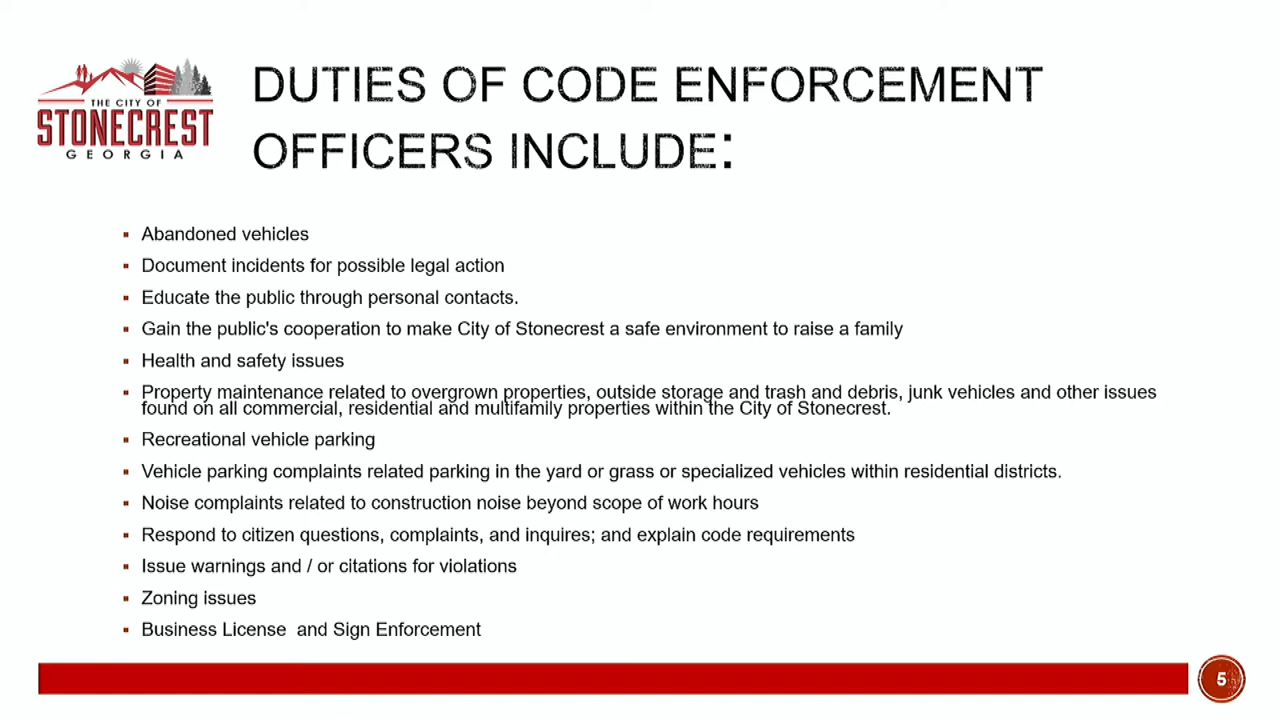 THE CITY OF
STONECREST
GEORGIA
DUTIES OF CODE ENFORCEMENT
OFFICERS INCLUDE:
▪ Abandoned vehicles
▪ Document incidents for possible legal action
▪ Educate the public through personal contacts.
▪ Gain the public's cooperation to make City of Stonecrest a safe environment to raise a family
▪ Health and safety issues
▪ Property maintenance related to overgrown properties, outside storage and trash and debris, junk vehicles and other issues
found on all commercial, residential and multifamily properties within the City of Stonecrest.
▪ Recreational vehicle parking
▪ Vehicle parking complaints related parking in the yard or grass or specialized vehicles within residential districts.
▪ Noise complaints related to construction noise beyond scope of work hours
▪ Respond to citizen questions, complaints, and inquires; and explain code requirements
▪ Issue warnings and / or citations for violations
▪ Zoning issues
▪ Business License  and Sign Enforcement
5